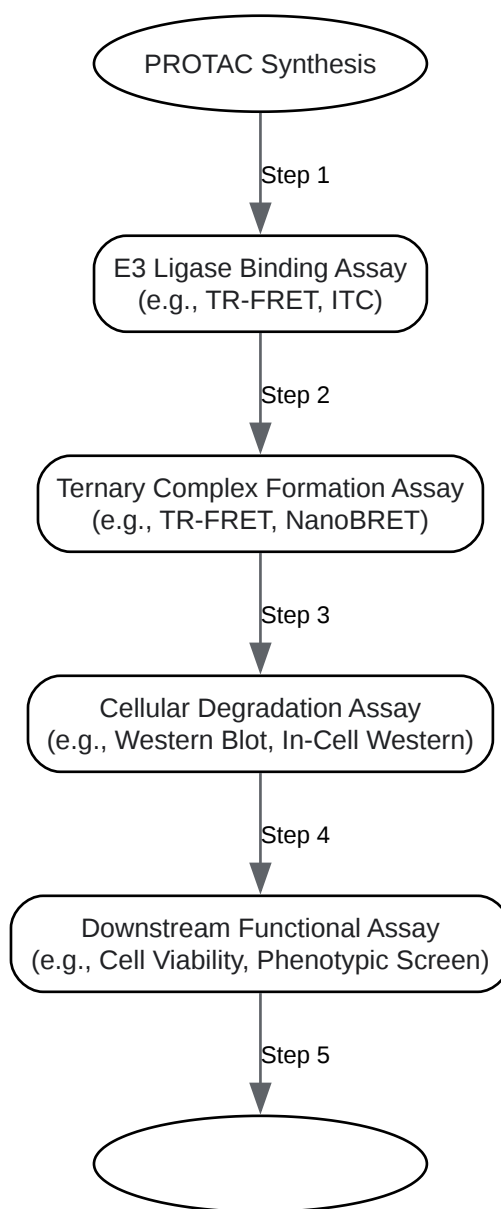 PROTAC Synthesis
Step 1
E3 Ligase Binding Assay
(e.g., TR-FRET, ITC)
Step 2
Ternary Complex Formation Assay
(e.g., TR-FRET, NanoBRET)
Step 3
Cellular Degradation Assay
(e.g., Western Blot, In-Cell Western)
Step 4
Downstream Functional Assay
(e.g., Cell Viability, Phenotypic Screen)
Step 5